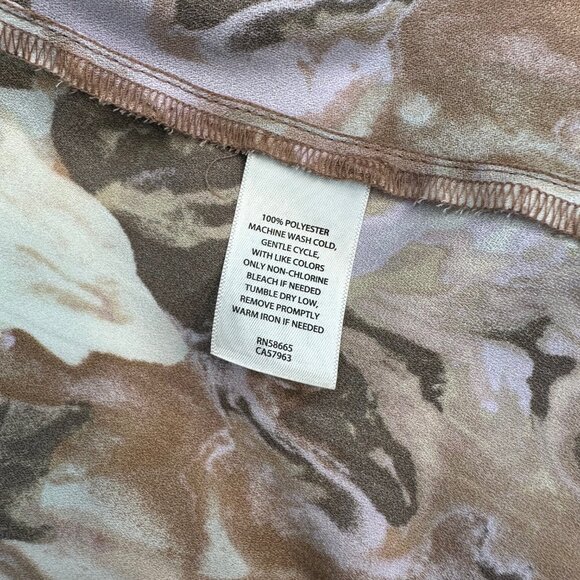 100% POLYESTER
MACHINE WASH COLD,
GENTLE CYCLE,
WITH LIKE COLORS
ONLY NON-CHLORINE
BLEACH IF NEEDED
TUMBLE DRY LOW,
REMOVE PROMPTLY
WARM IRON IF NEEDED
RN58665
CA57963